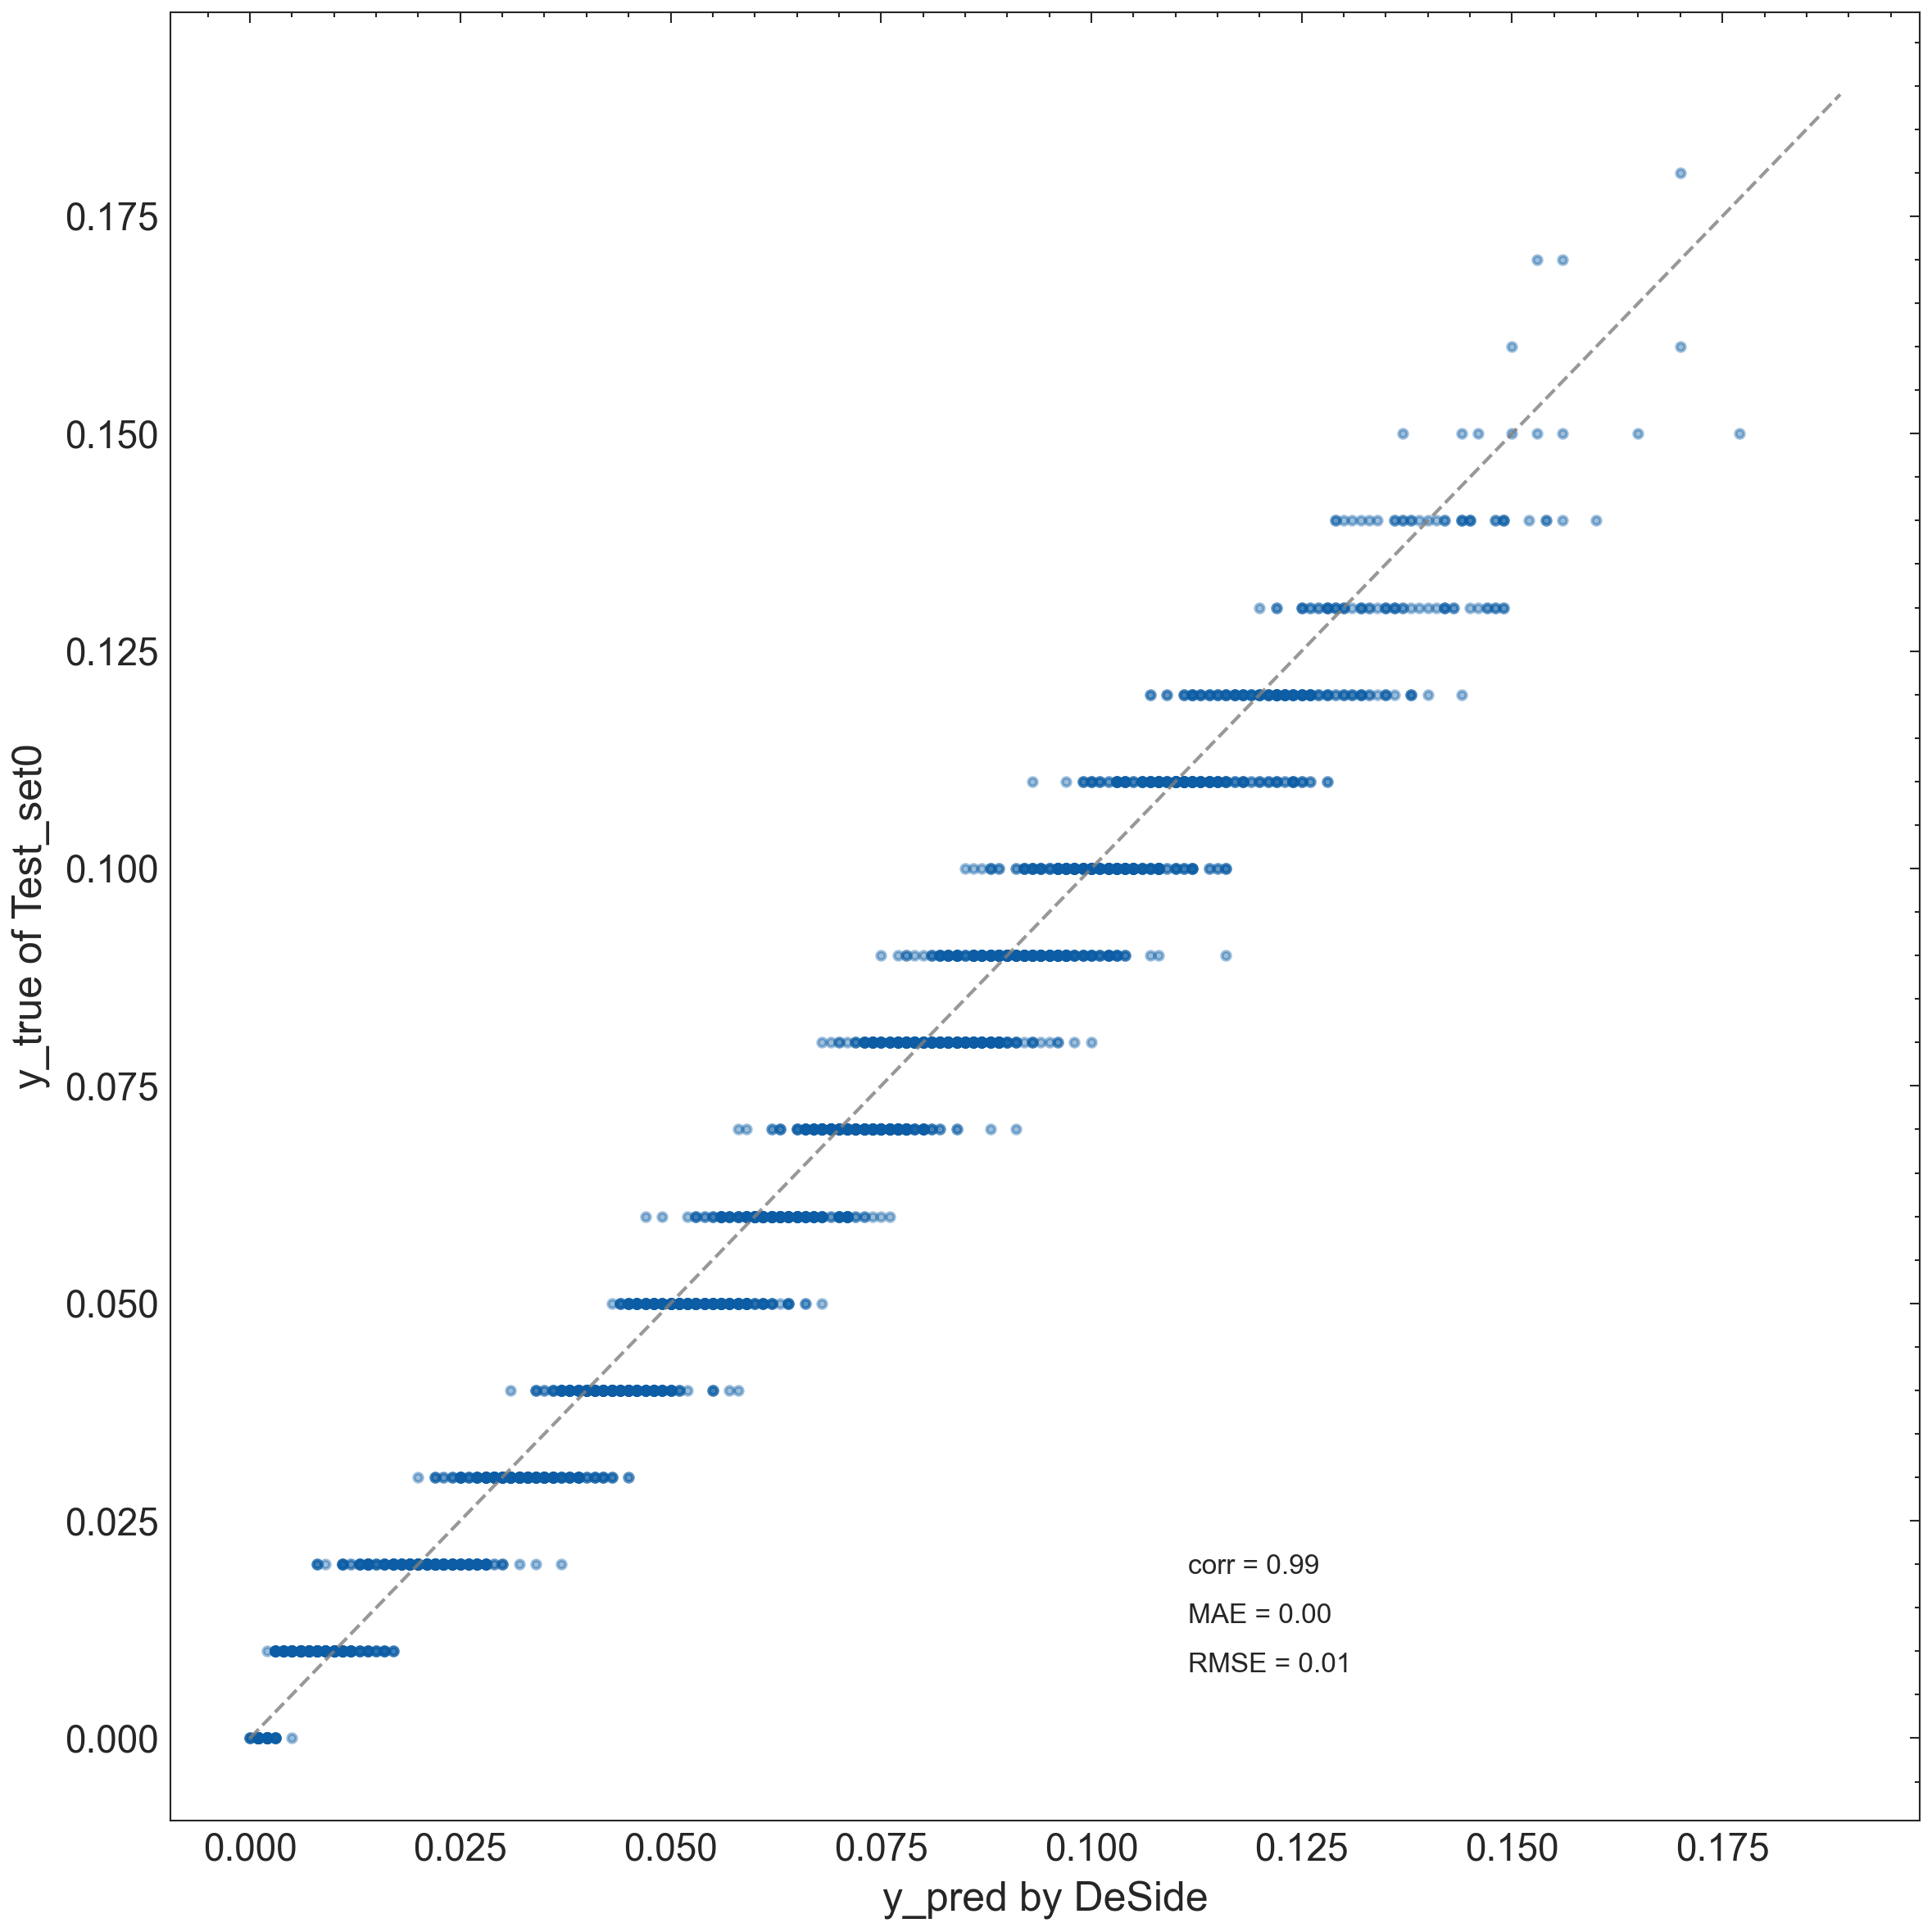 0.175
0.150
0.125
0.100
0.075
0.050
0.025
0.000
y_true of Test_set0
corr = 0.99
MAE = 0.00
RMSE = 0.01
0.000 0.025 0.050 0.075 0.100 0.125 0.150 0.175
y_pred by DeSide